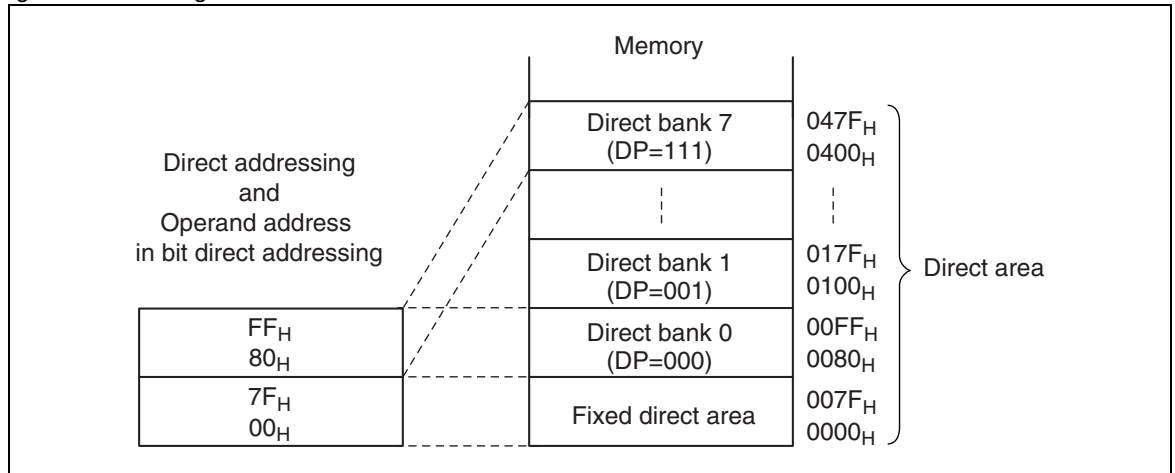 Memory
Direct bank 7
(DP=111)
047FH
0400H
Direct addressing
and
Operand address
in bit direct addressing
Direct bank 1
(DP=001)
017FH
0100H
Direct area
FFH
80H
Direct bank 0
(DP=000)
00FFH
0080H
7FH
00H
Fixed direct area
007FH
0000H